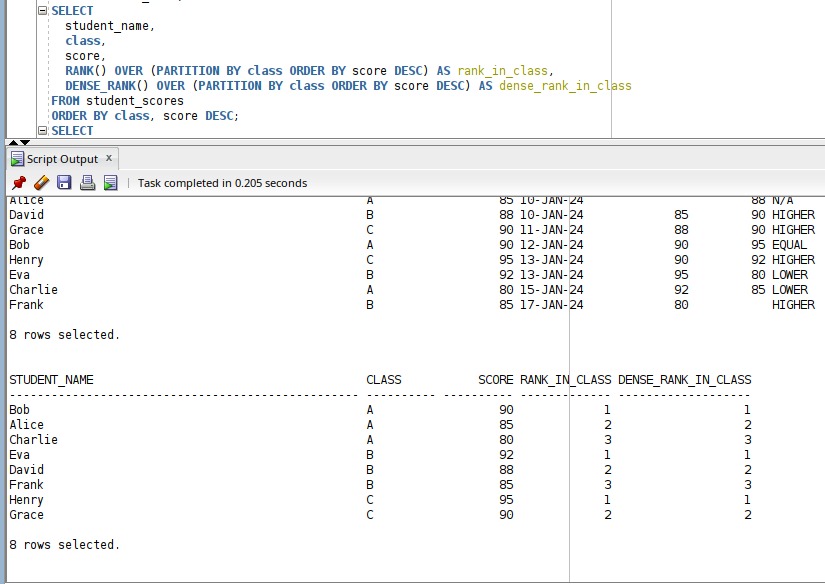 SELECT
student_name,
class,
score,
RANK() OVER (PARTITION BY class ORDER BY score DESC) AS rank_in_class,
DENSE_RANK() OVER (PARTITION BY class ORDER BY score DESC) AS dense_rank_in_class
FROM student_scores
ORDER BY class, score DESC;
SELECT
Script Output x
Task completed in 0.205 seconds
Alice A 85 10-JAN-24 88 N/A
David B 88 10-JAN-24 85 90 HIGHER
Grace C 90 11-JAN-24 88 90 HIGHER
Bob A 90 12-JAN-24 90 95 EQUAL
Henry C 95 13-JAN-24 90 92 HIGHER
Eva B 92 13-JAN-24 95 80 LOWER
Charlie A 80 15-JAN-24 92 85 LOWER
Frank B 85 17-JAN-24 80 HIGHER
8 rows selected.
STUDENT_NAME CLASS SCORE RANK_IN_CLASS DENSE_RANK_IN_CLASS
-------------------------------------------------- ---------- ---------- ------------- -------------------
Bob A 90 1 1
Alice A 85 2 2
Charlie A 80 3 3
Eva B 92 1 1
David B 88 2 2
Frank B 85 3 3
Henry C 95 1 1
Grace C 90 2 2
8 rows selected.